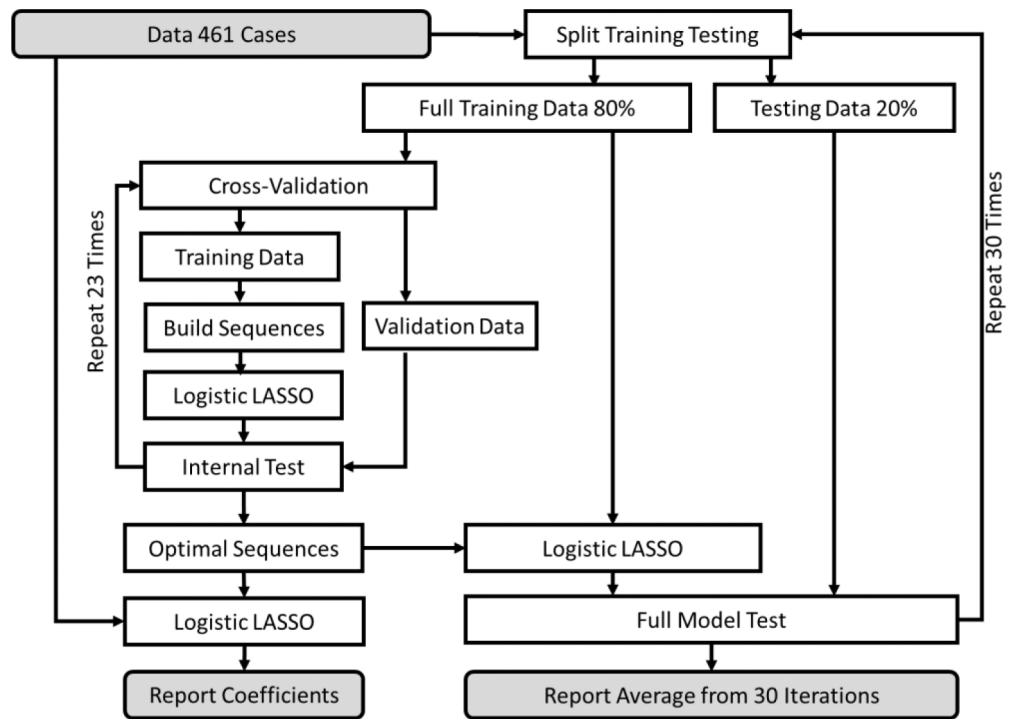 Data 461 Cases
Split Training Testing
Full Training Data 80%
Testing Data 20%
Cross-Validation
Training Data
Build Sequences
Validation Data
Logistic LASSO
Internal Test
Repeat 23 Times
Repeat 30 Times
Optimal Sequences
Logistic LASSO
Logistic LASSO
Full Model Test
Report Coefficients
Report Average from 30 Iterations